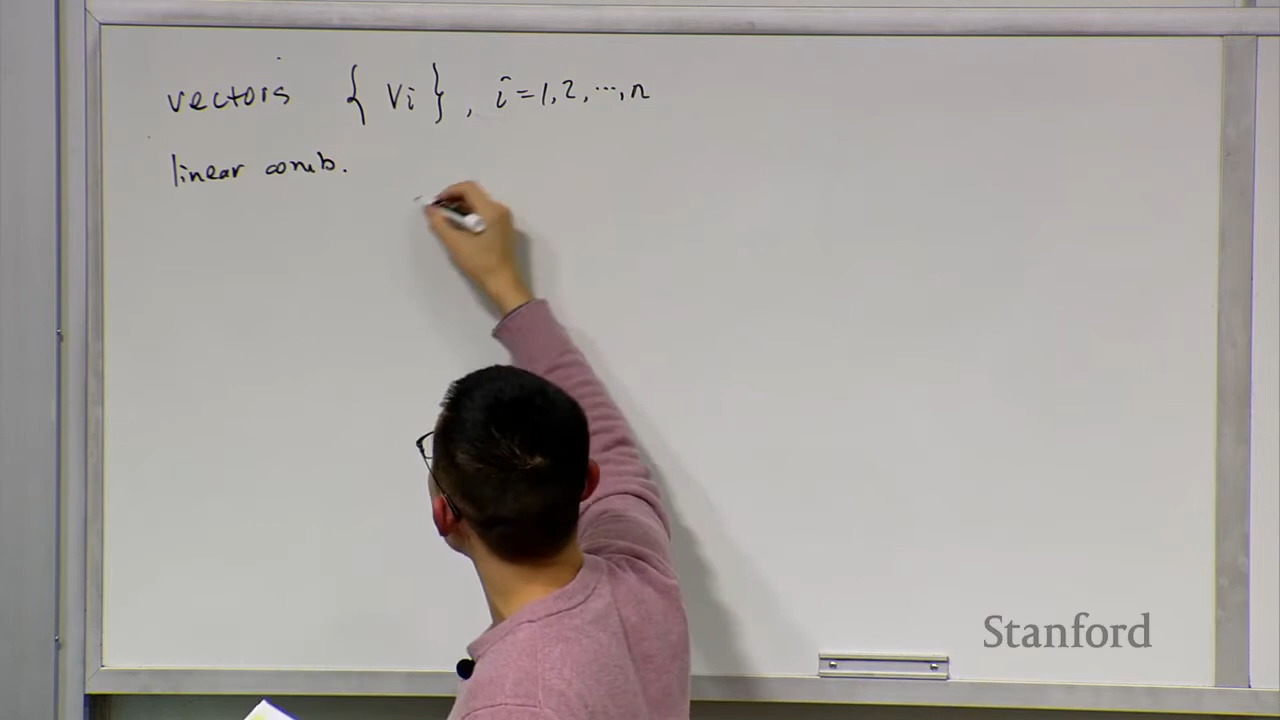 vectors { vi }, i = 1, 2, ..., n
linear comb.
Stanford